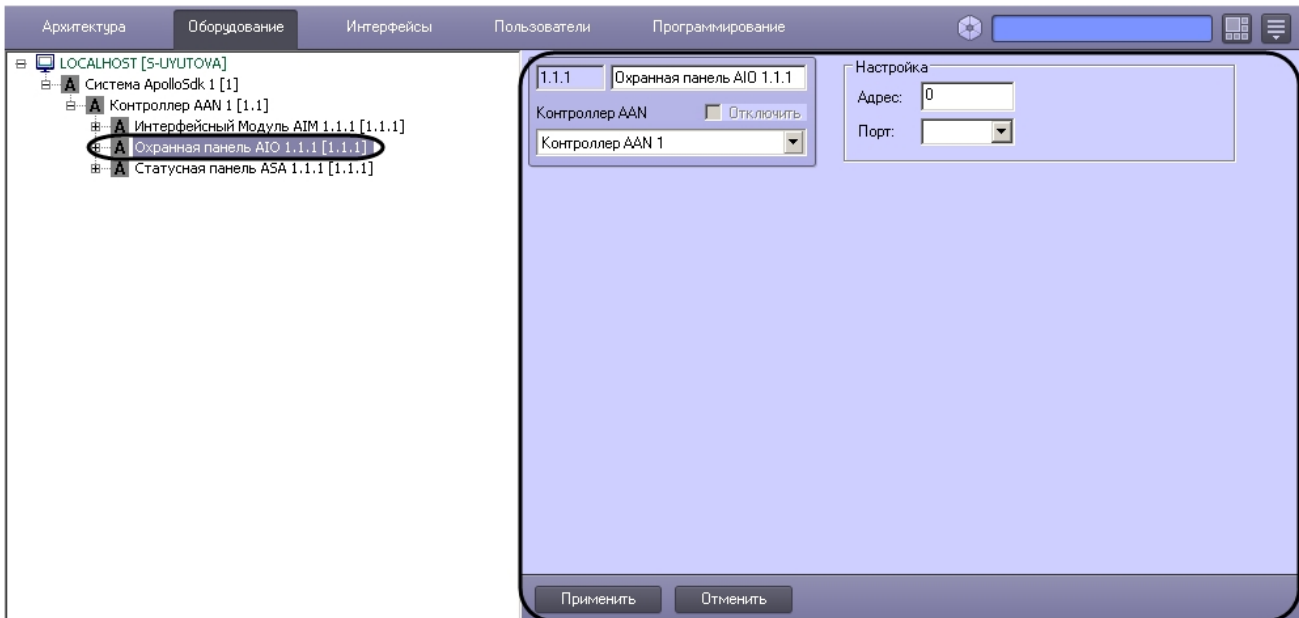 Архитектура Оборудование Интерфейсы Пользователи Программирование
LOCALHOST [S-UYUTOVA]
A Система ApolloSdk 1 [1]
A Контроллер AAN 1 [1.1]
A Интерфейсный Модуль AIM 1.1.1 [1.1.1]
A Охранная панель AIO 1.1.1 [1.1.1]
A Статусная панель ASA 1.1.1 [1.1.1]
1.1.1 Охранная панель AIO 1.1.1
Контроллер AAN Отключить
Контроллер AAN 1
Настройка
Адрес: 0
Порт:
Применить Отменить